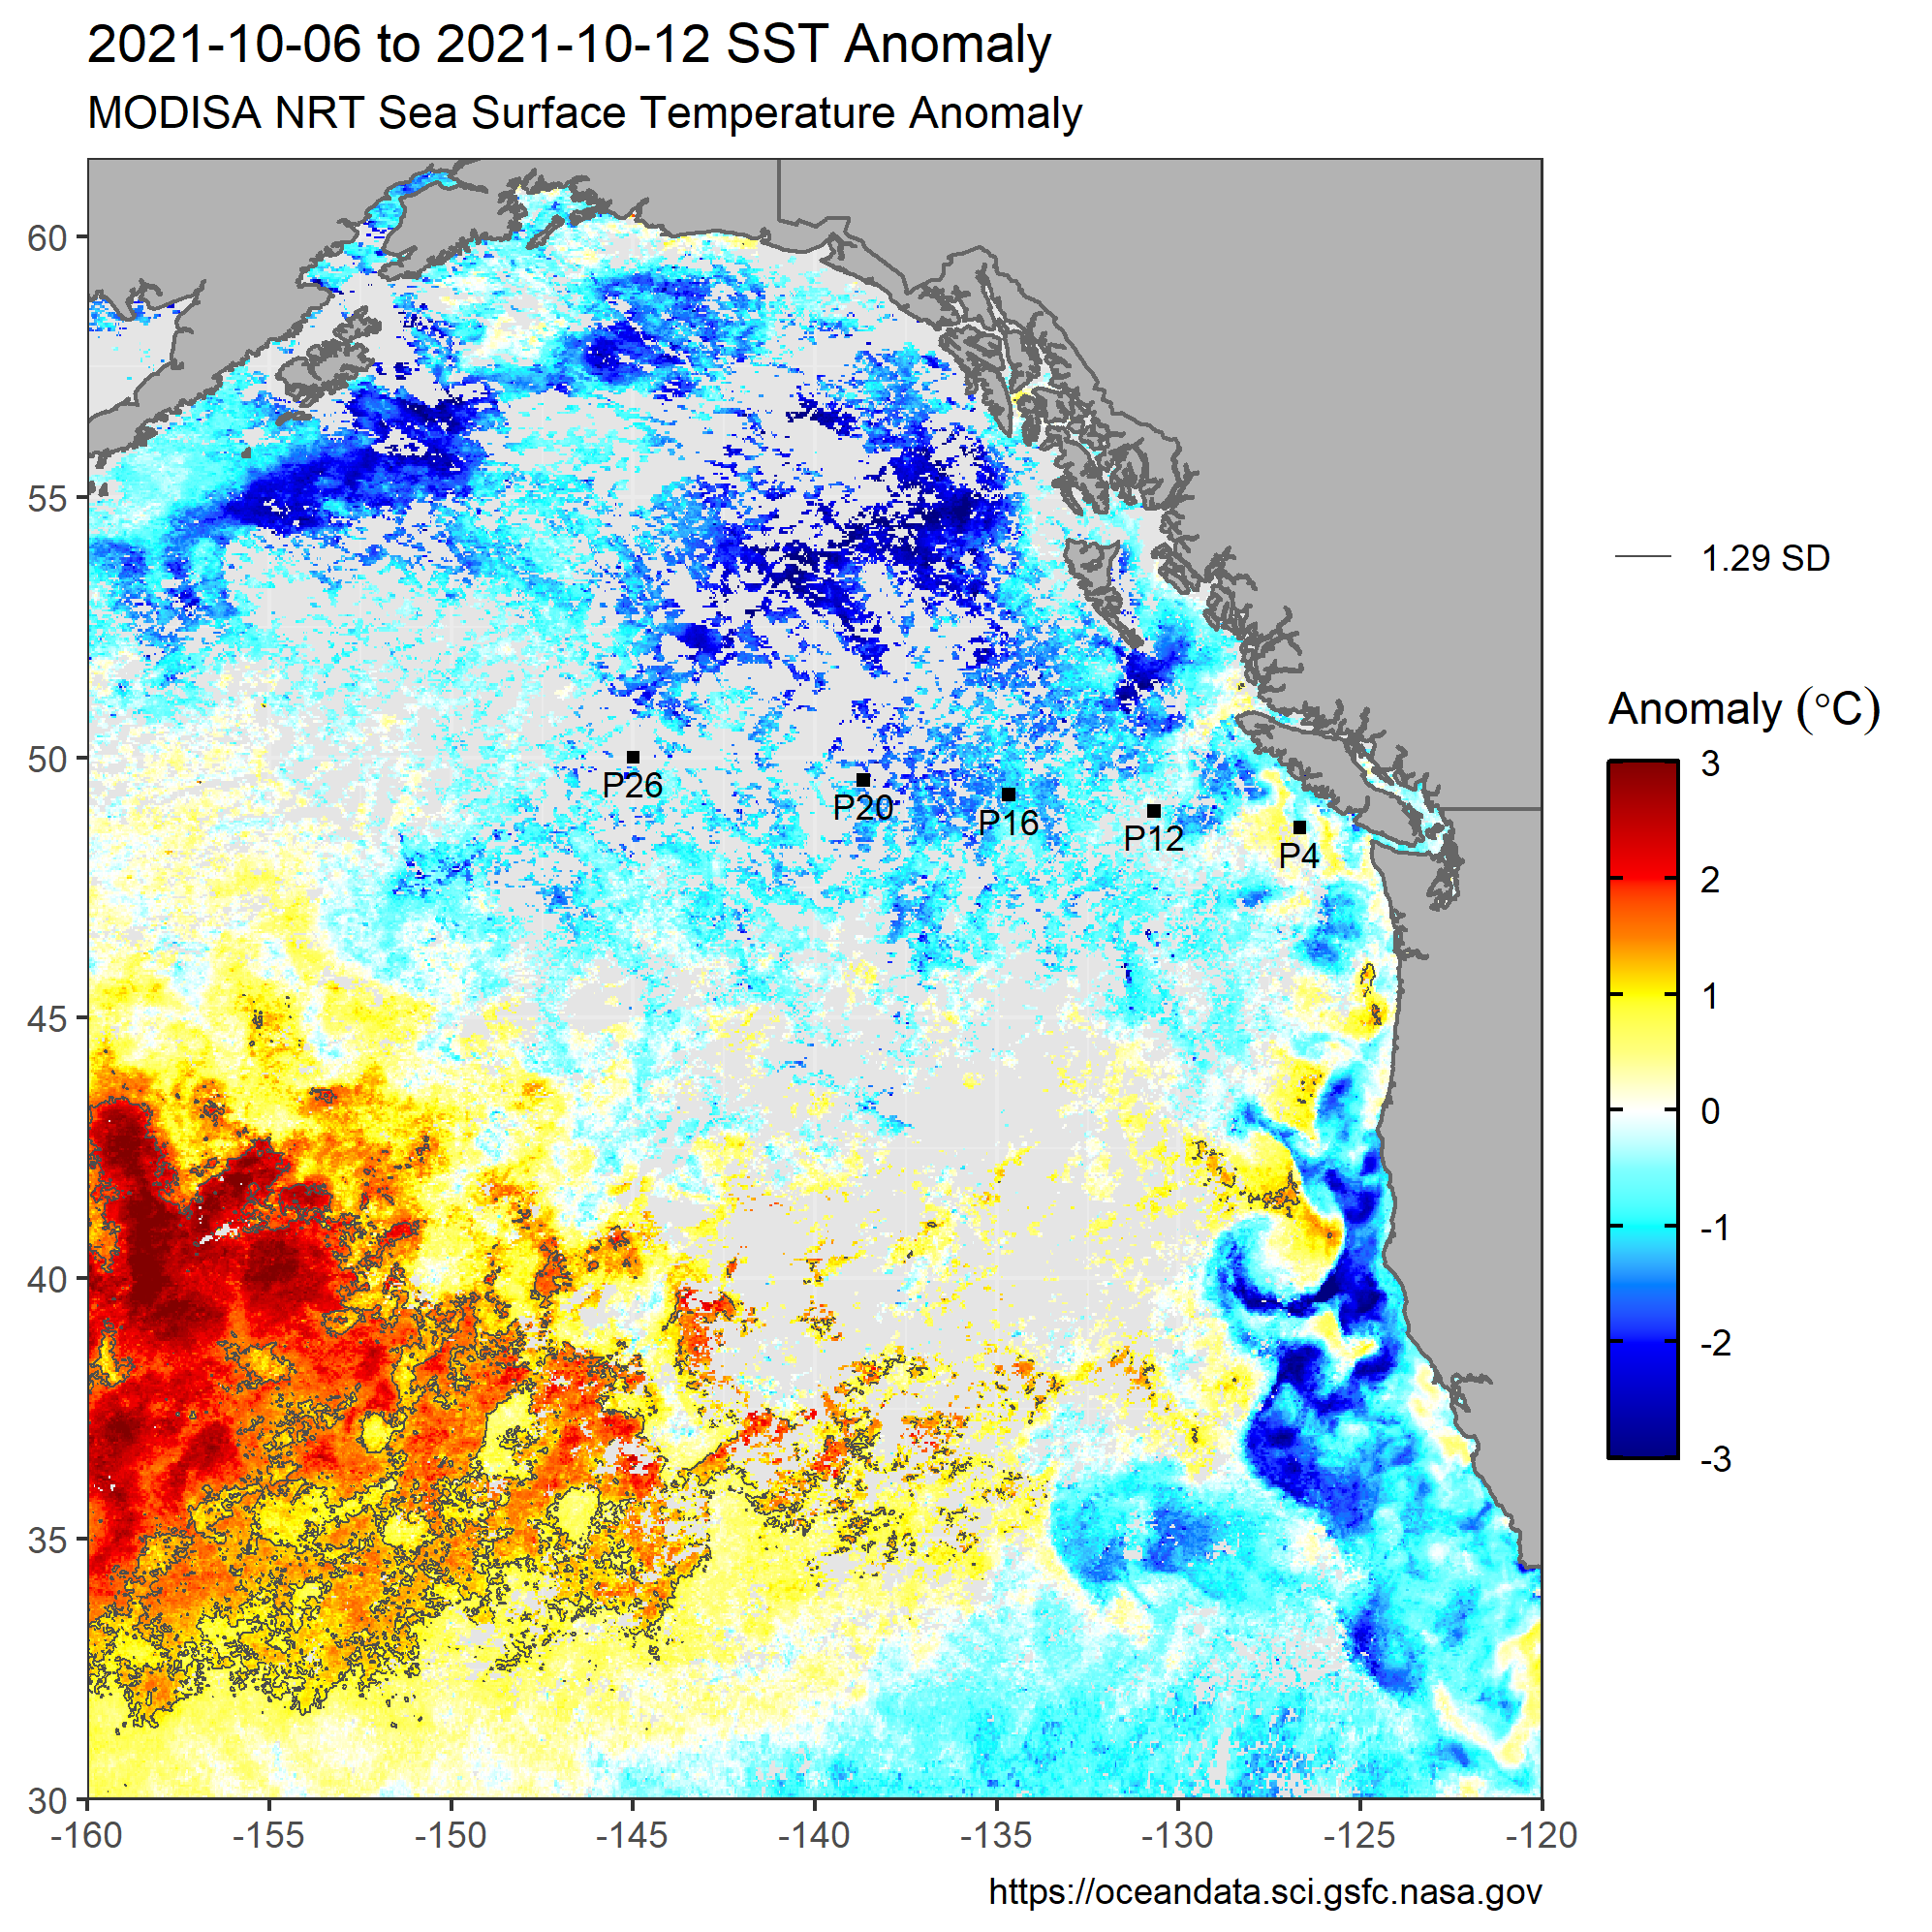 2021-10-06 to 2021-10-12 SST Anomaly
MODISA NRT Sea Surface Temperature Anomaly
60
55
50
45
40
35
30
-160
-155
-150
-145
-140
-135
-130
-125
-120
P26
P20
P16
P12
P4
1.29 SD
Anomaly (°C)
3
2
1
0
-1
-2
-3
https://oceandata.sci.gsfc.nasa.gov